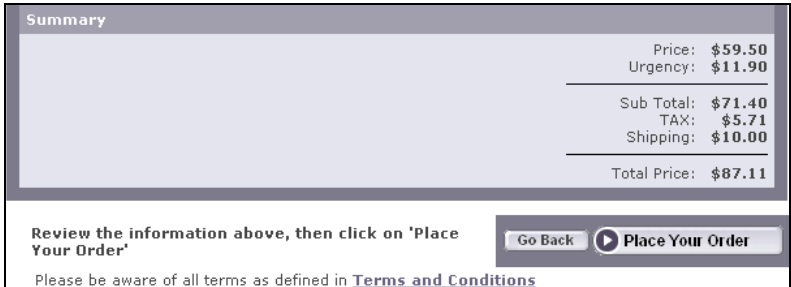 Summary
Price: $59.50
Urgency: $11.90
Sub Total: $71.40
TAX: $5.71
Shipping: $10.00
Total Price: $87.11
Review the information above, then click on 'Place
Your Order'
Go Back Place Your Order
Please be aware of all terms as defined in Terms and Conditions